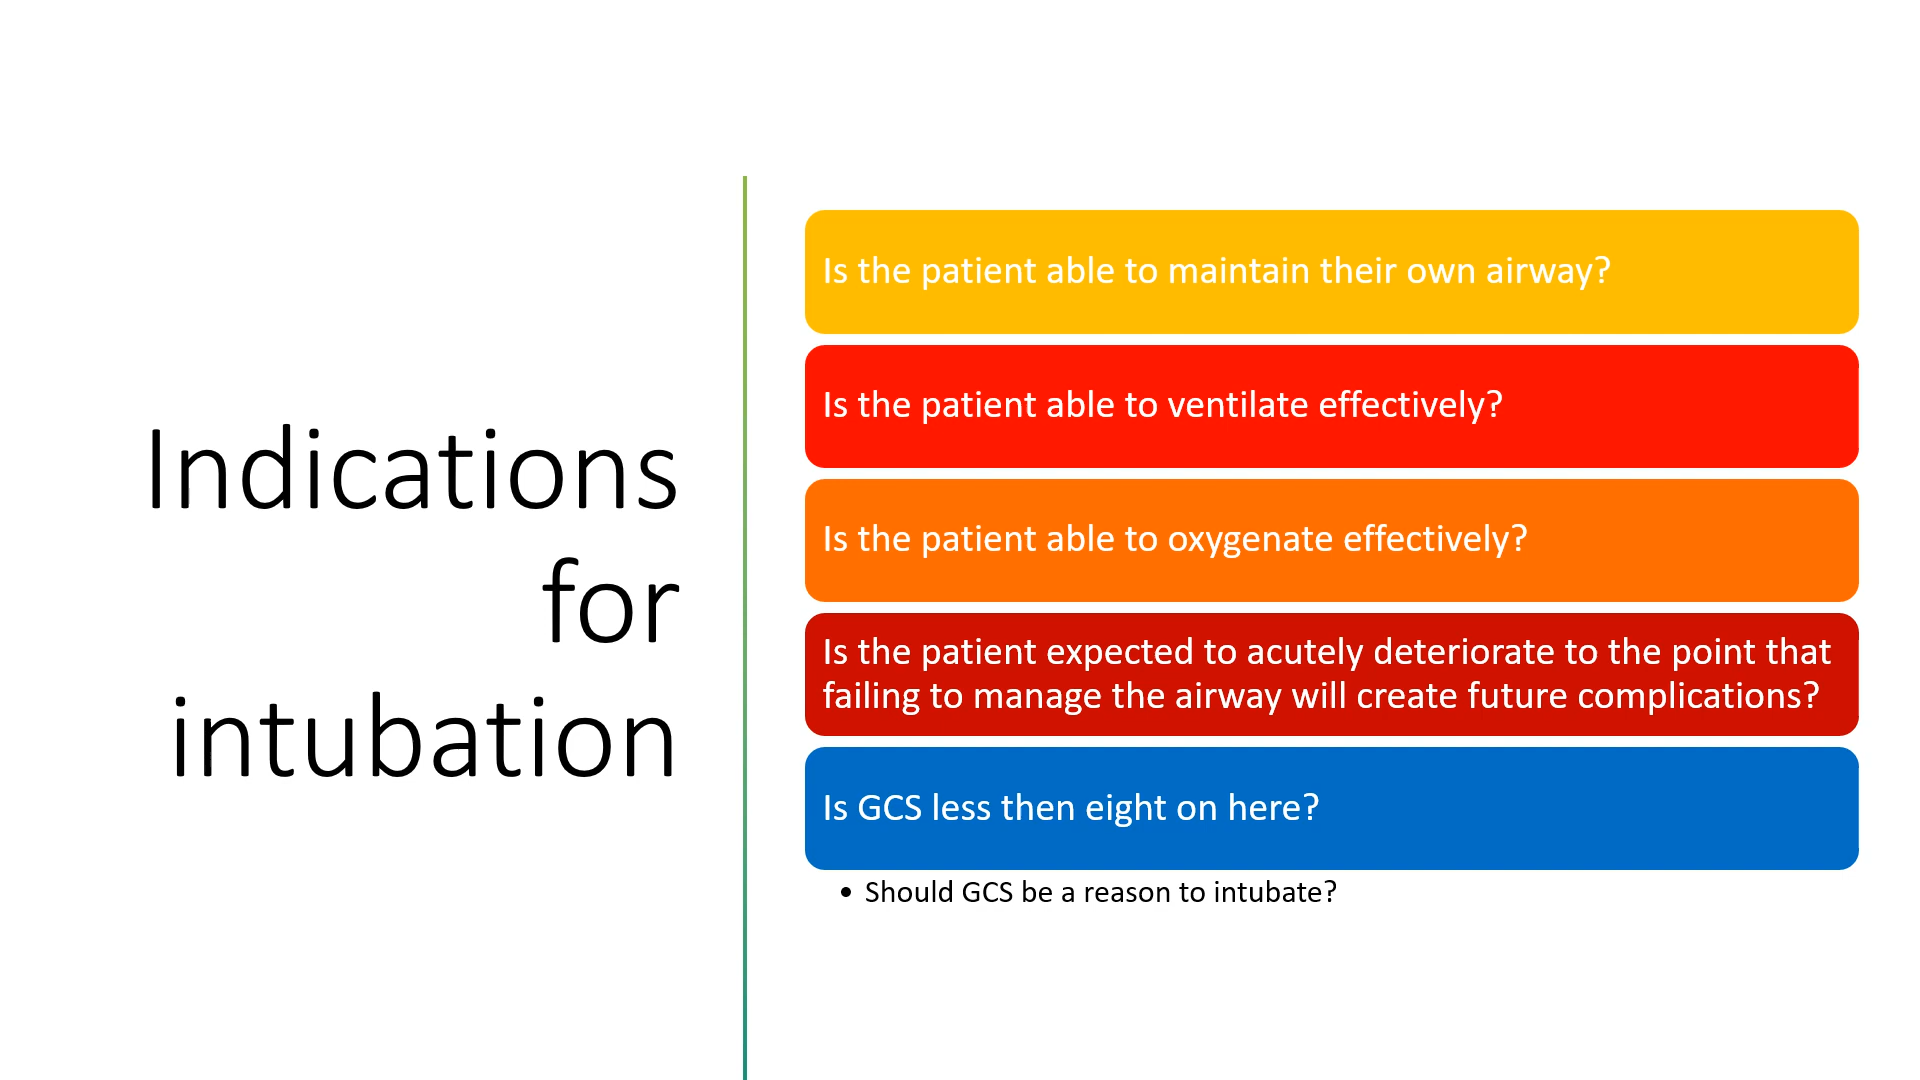 Indications
for
intubation
Is the patient able to maintain their own airway?
Is the patient able to ventilate effectively?
Is the patient able to oxygenate effectively?
Is the patient expected to acutely deteriorate to the point that
failing to manage the airway will create future complications?
Is GCS less then eight on here?
• Should GCS be a reason to intubate?